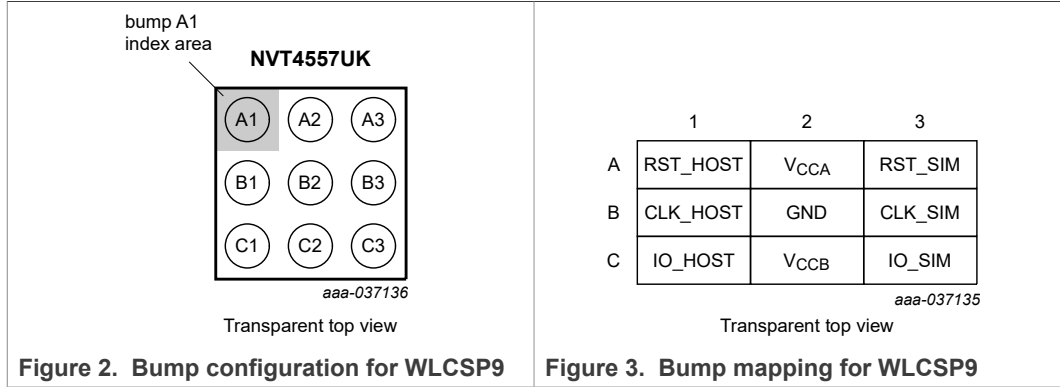 bump A1
index area
NVT4557UK
A1 A2 A3
B1 B2 B3
C1 C2 C3
aaa-037136
Transparent top view
Figure 2. Bump configuration for WLCSP9
1 2 3
A RST_HOST VCCA RST_SIM
B CLK_HOST GND CLK_SIM
C IO_HOST VCCB IO_SIM
aaa-037135
Transparent top view
Figure 3. Bump mapping for WLCSP9